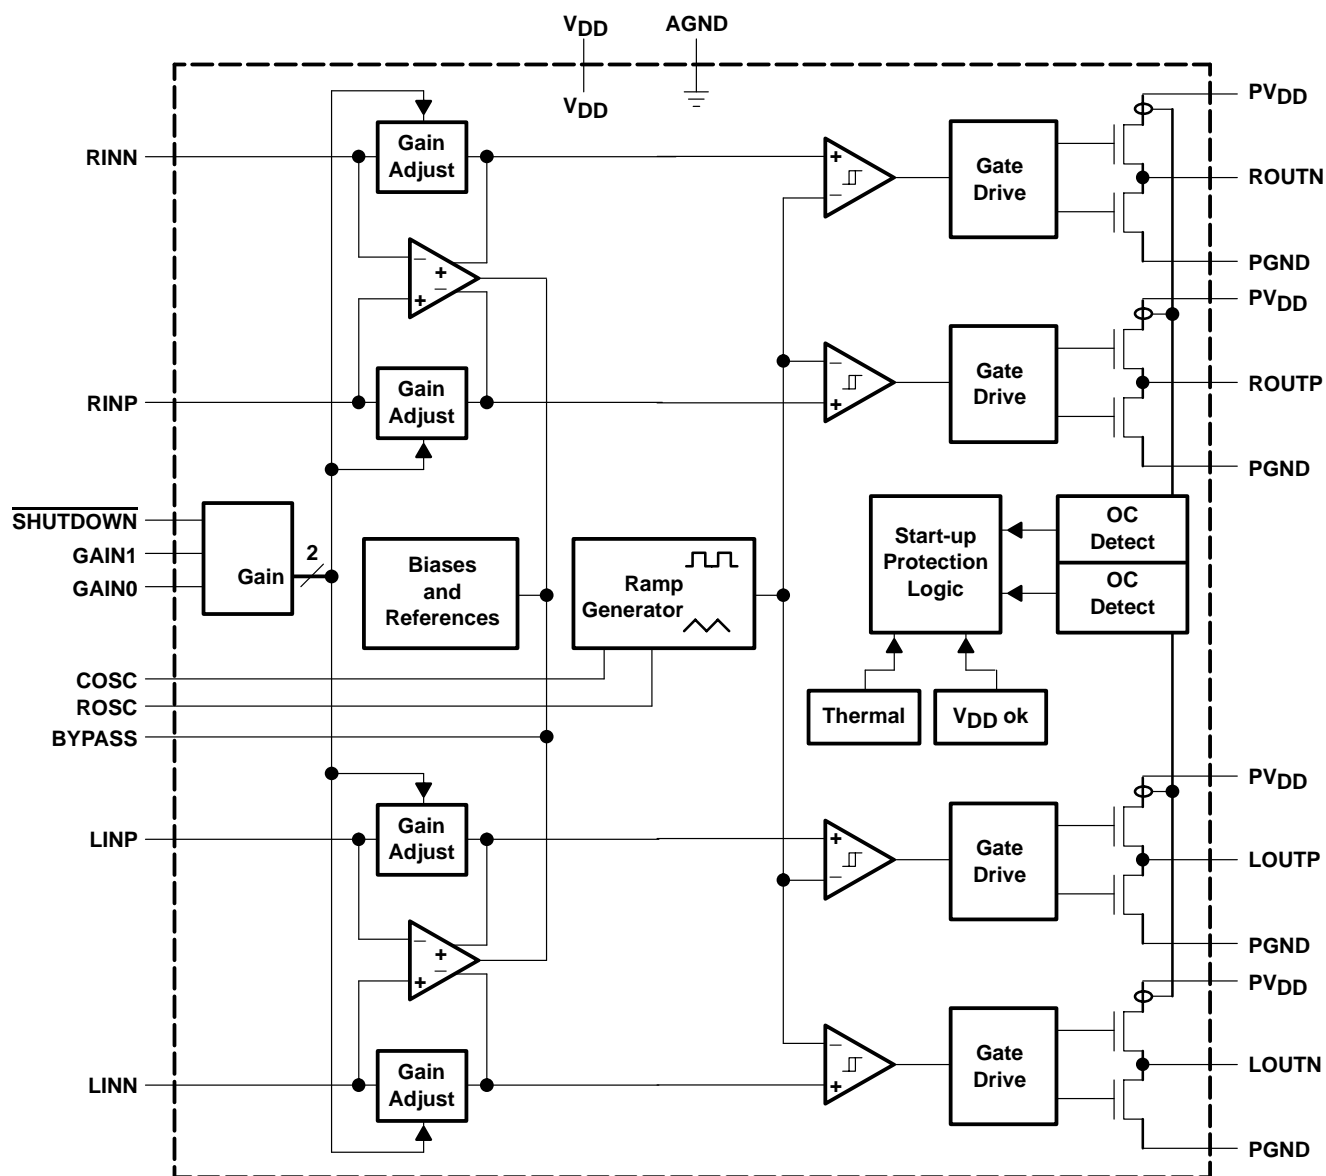 VDD AGND
VDD
PVDD
Gain
Adjust
RINN
+
−
Gate
Drive
ROUTN
−
+
−
+
PGND
PVDD
Gain
Adjust
RINP
−
+
Gate
Drive
ROUTP
PGND
SHUTDOWN
GAIN1
GAIN0
Gain
2
Biases
and
References
Ramp
Generator
Start-up
Protection
Logic
OC
Detect
OC
Detect
COSC
ROSC
BYPASS
Thermal
VDD ok
PVDD
Gain
Adjust
LINP
+
−
Gate
Drive
LOUTP
−
+
−
+
PGND
PVDD
Gain
Adjust
LINN
−
+
Gate
Drive
LOUTN
PGND